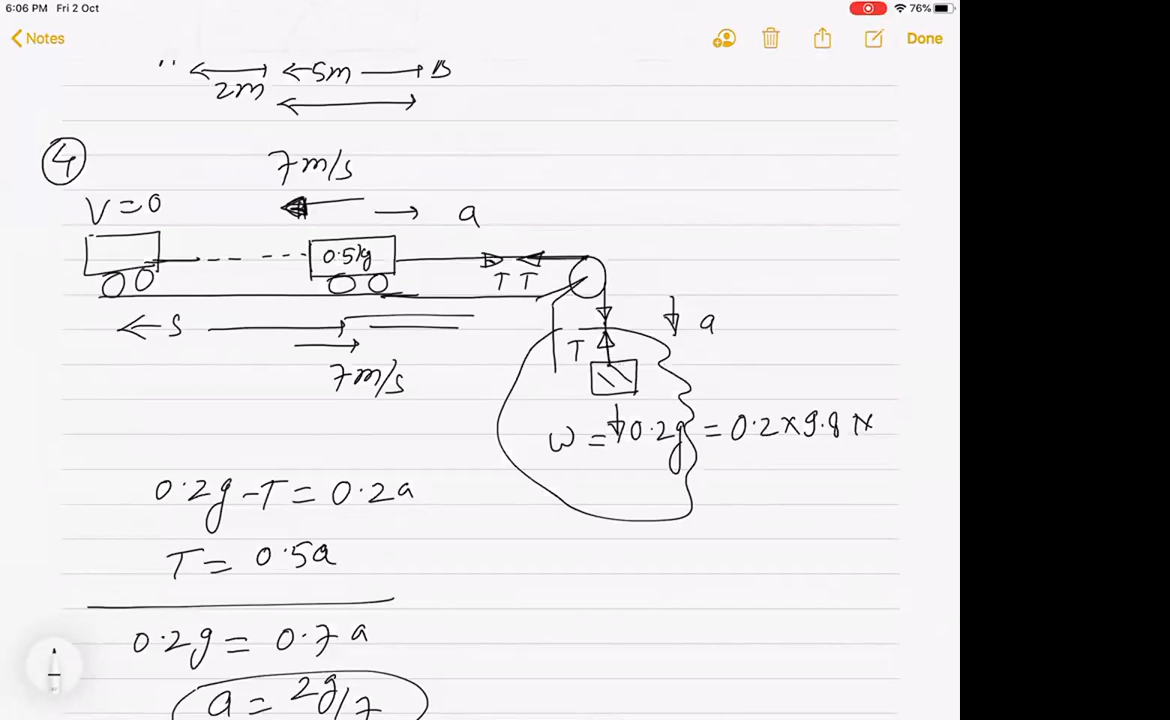 6:06 PM Fri 2 Oct
76%
Notes
Done
2m 5m B
4
7m/s
V=0
a
0.5kg
T T
S
a
T
7m/s
W = 0.2g = 0.2×9.8 N
0.2g - T = 0.2a
T = 0.5a
0.2g = 0.7a
a = 2g/7